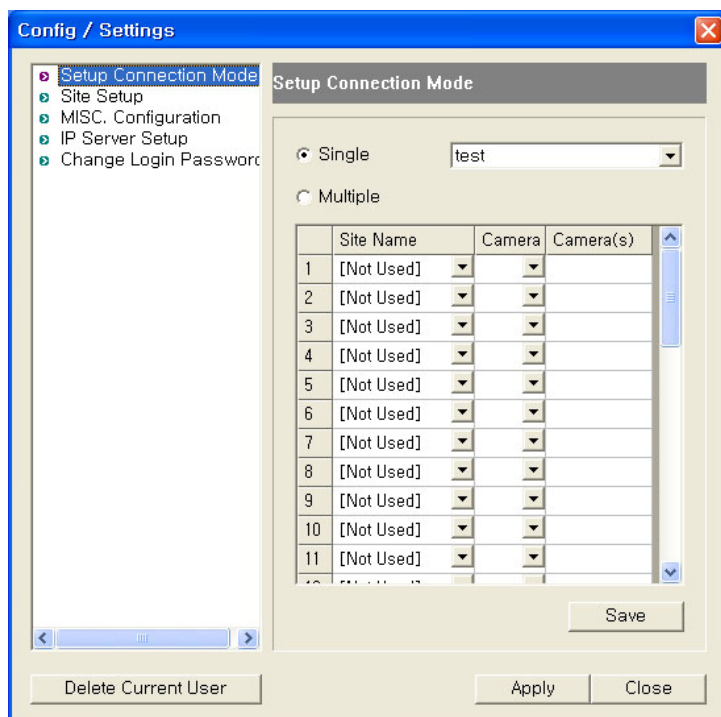 Config / Settings
Setup Connection Mode
Site Setup
MISC. Configuration
IP Server Setup
Change Login Password
Setup Connection Mode
Single
test
Multiple
Site Name Camera Camera(s)
1 [Not Used]
2 [Not Used]
3 [Not Used]
4 [Not Used]
5 [Not Used]
6 [Not Used]
7 [Not Used]
8 [Not Used]
9 [Not Used]
10 [Not Used]
11 [Not Used]
Save
Delete Current User
Apply
Close